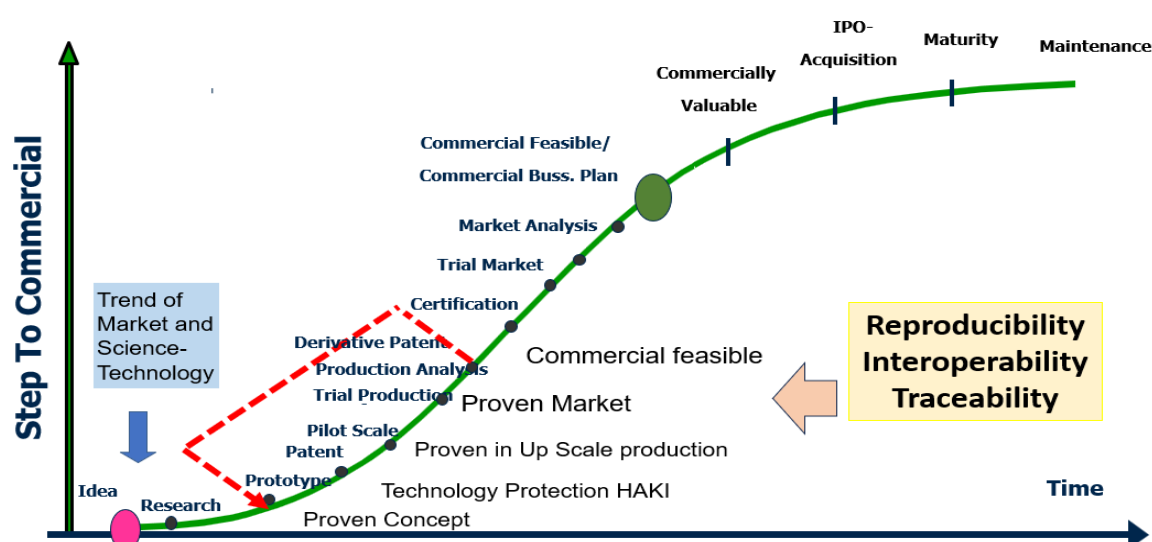 IPO-
Acquisition
Maturity
Maintenance
Commercially
Valuable
Commercial Feasible/
Commercial Buss. Plan
Market Analysis
Trial Market
Certification
Derivative Patent
Production Analysis
Trial Production
Pilot Scale
Patent
Prototype
Research
Idea
Step To Commercial
Trend of
Market and
Science-
Technology
Commercial feasible
Proven Market
Proven in Up Scale production
Technology Protection HAKI
Proven Concept
Reproducibility
Interoperability
Traceability
Time